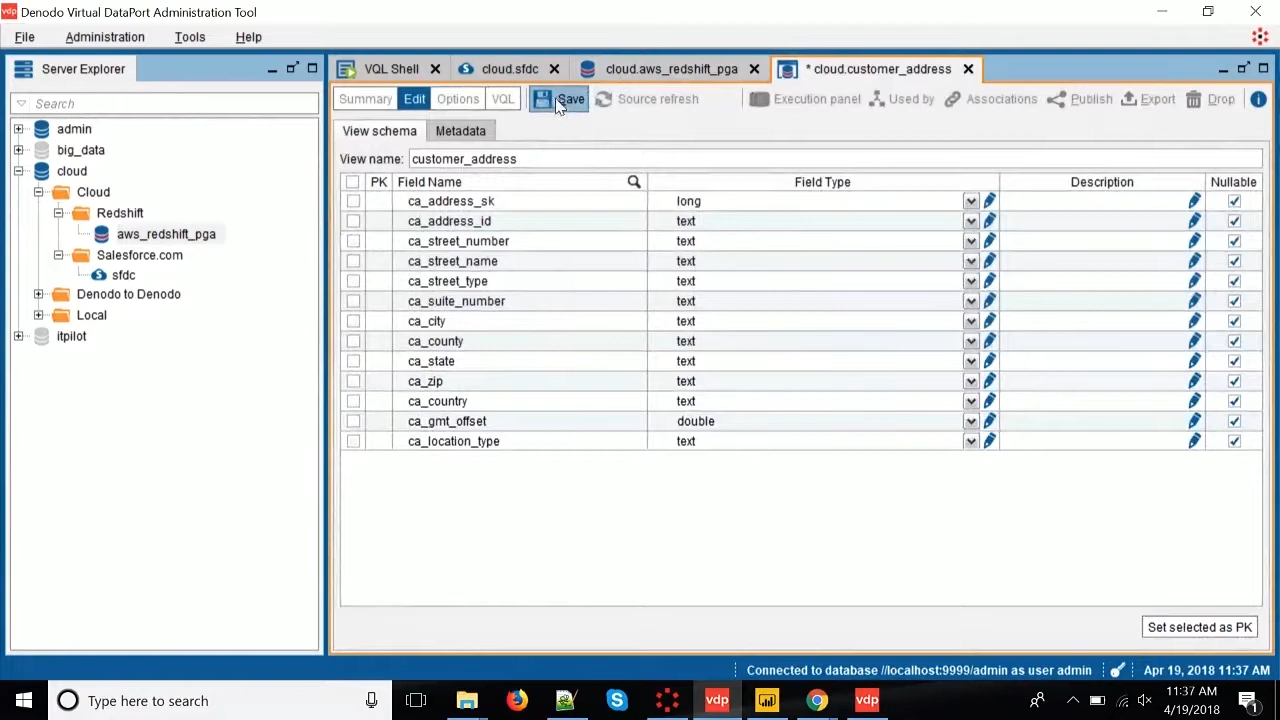 vdp Denodo Virtual DataPort Administration Tool
File Administration Tools Help
Server Explorer
Search
admin
big_data
cloud
Cloud
Redshift
aws_redshift_pga
Salesforce.com
sfdc
Denodo to Denodo
Local
itpilot
VQL Shell cloud.sfdc cloud.aws_redshift_pga * cloud.customer_address
Summary Edit Options VQL Save Source refresh Execution panel Used by Associations Publish Export Drop
View schema Metadata
View name: customer_address
PK Field Name Field Type Description Nullable
ca_address_sk long
ca_address_id text
ca_street_number text
ca_street_name text
ca_street_type text
ca_suite_number text
ca_city text
ca_county text
ca_state text
ca_zip text
ca_country text
ca_gmt_offset double
ca_location_type text
Set selected as PK
Connected to database //localhost:9999/admin as user admin Apr 19, 2018 11:37 AM
Type here to search
vdp vdp
11:37 AM
4/19/2018
1